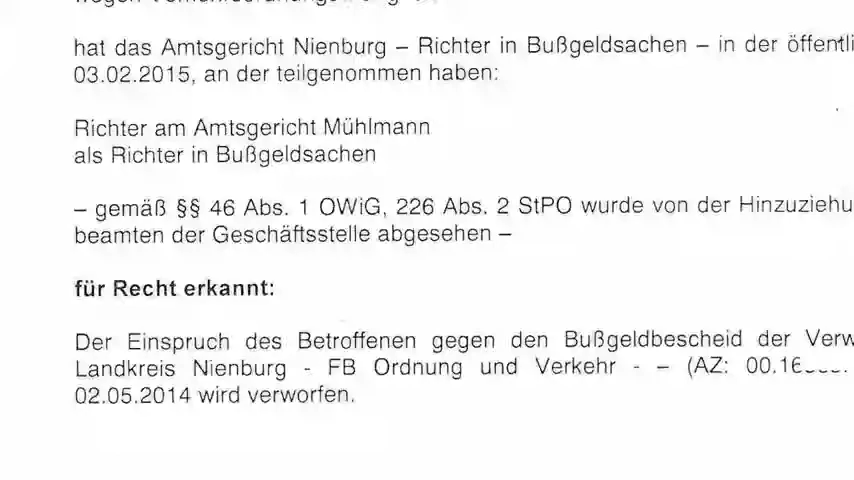 hat das Amtsgericht Nienburg – Richter in Bußgeldsachen – in der öffentli
03.02.2015, an der teilgenommen haben:
Richter am Amtsgericht Mühlmann
als Richter in Bußgeldsachen
– gemäß §§ 46 Abs. 1 OWiG, 226 Abs. 2 StPO wurde von der Hinzuziehu
beamten der Geschäftsstelle abgesehen –
für Recht erkannt:
Der Einspruch des Betroffenen gegen den Bußgeldbescheid der Verw
Landkreis Nienburg - FB Ordnung und Verkehr - – (AZ: 00.16
02.05.2014 wird verworfen.